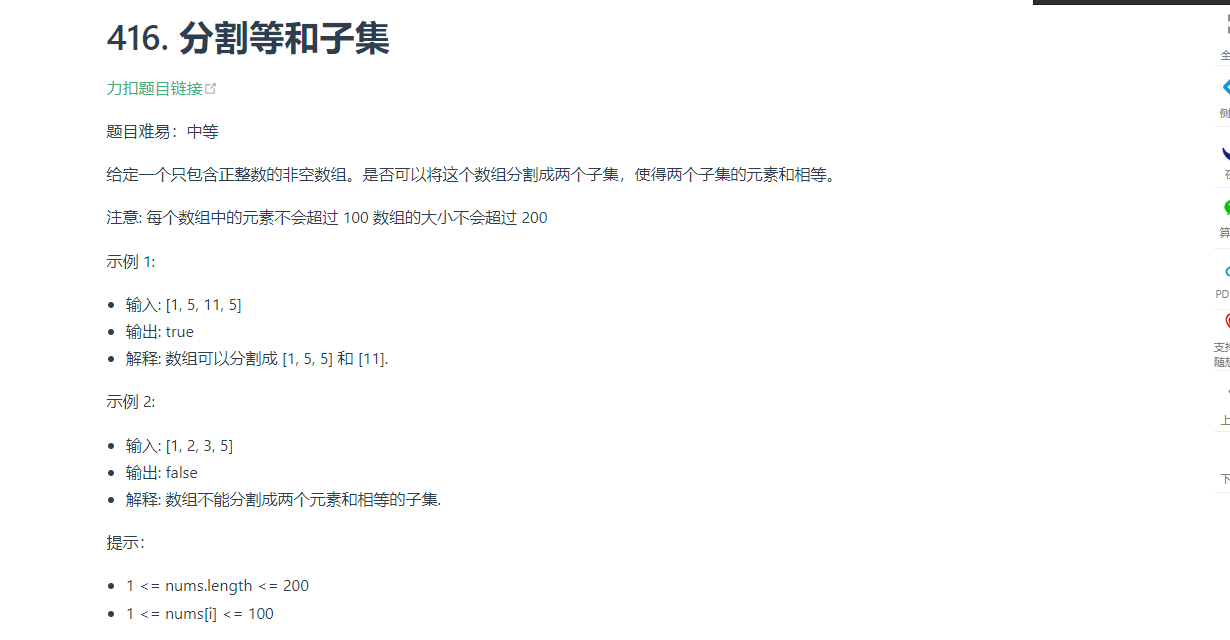 416. 分割等和子集
力扣题目链接
题目难易：中等
给定一个只包含正整数的非空数组。是否可以将这个数组分割成两个子集，使得两个子集的元素和相等。
注意: 每个数组中的元素不会超过 100 数组的大小不会超过 200
示例 1:
输入: [1, 5, 11, 5]
输出: true
解释: 数组可以分割成 [1, 5, 5] 和 [11].
示例 2:
输入: [1, 2, 3, 5]
输出: false
解释: 数组不能分割成两个元素和相等的子集.
提示：
1 <= nums.length <= 200
1 <= nums[i] <= 100
全
侧
算
PD
支持
随想
上
下